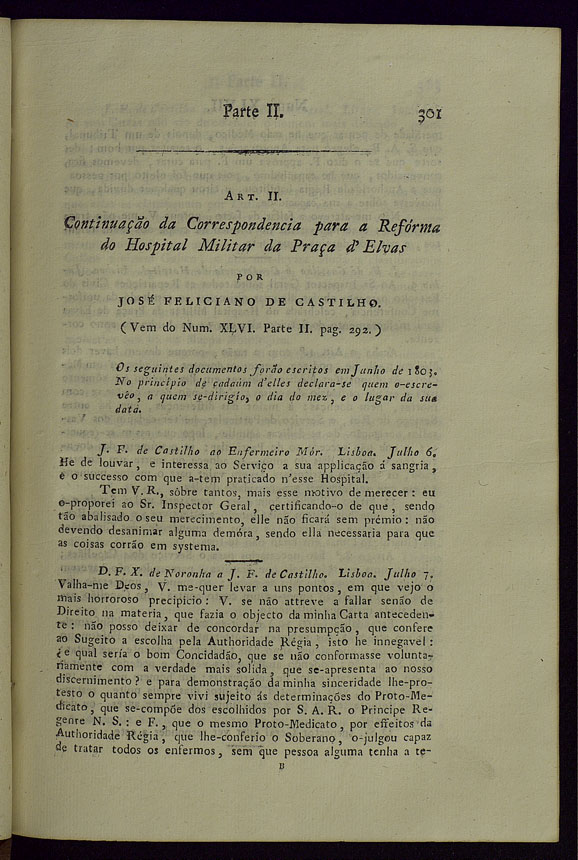 Parte II. 301
ART. II.
Continuação da Correspondencia para a Refórma
do Hospital Militar da Praça d'Elvas
POR
JOSÉ FELICIANO DE CASTILHO.
(Vem do Num. XLVI. Parte II. pag. 292.)
Os seguintes documentos forão escritos em Junho de 1803.
No princípio de cadaum d'elles declara-se quem o-escre-
vêo, a quem se-dirigío, o dia do mez, e o lugar da sua
data.
J. F. de Castilho ao Enfermeiro Mór. Lisboa. Julho 6.
He de louvar, e interessa ao Serviço a sua applicação á sangria,
e o successo com que a-tem praticado n'esse Hospital.
Tem V. R., sôbre tantos, mais esse motivo de merecer: eu
o-proporei ao Sr. Inspector Geral, certificando-o de que, sendo
tão abalisado o seu merecimento, elle não ficará sem prémio: não
devendo desanimar alguma demóra, sendo ella necessaria para que
as coisas corrão em systema.
D. F. X. de Noronha a J. F. de Castilho. Lisboa. Julho 7.
Valha-me Deos, V. me-quer levar a uns pontos, em que vejo o
mais horroroso precipicio: V. se não attreve a fallar senão de
Direito na materia, que fazia o objecto da minha Carta anteceden-
te: não posso deixar de concordar na presumpção, que confere
ao Sugeito a escolha pela Authoridade Régia, isto he innegavel:
¿e qual sería o bom Concidadão, que se não conformasse volunta-
riamente com a verdade mais solida, que se-apresenta ao nosso
discernimento? e para demonstração da minha sinceridade lhe-pro-
testo o quanto sempre vivi sujeito ás determinações do Proto-Me-
dicato, que se-compõe dos escolhidos por S. A. R. o Principe Re-
gente N. S.: e F., que o mesmo Proto-Medicato, por effeitos da
Authoridade Régia, que lhe-conferio o Soberano, o-julgou capaz
de tratar todos os enfermos, sem que pessoa alguma tenha a te-
B